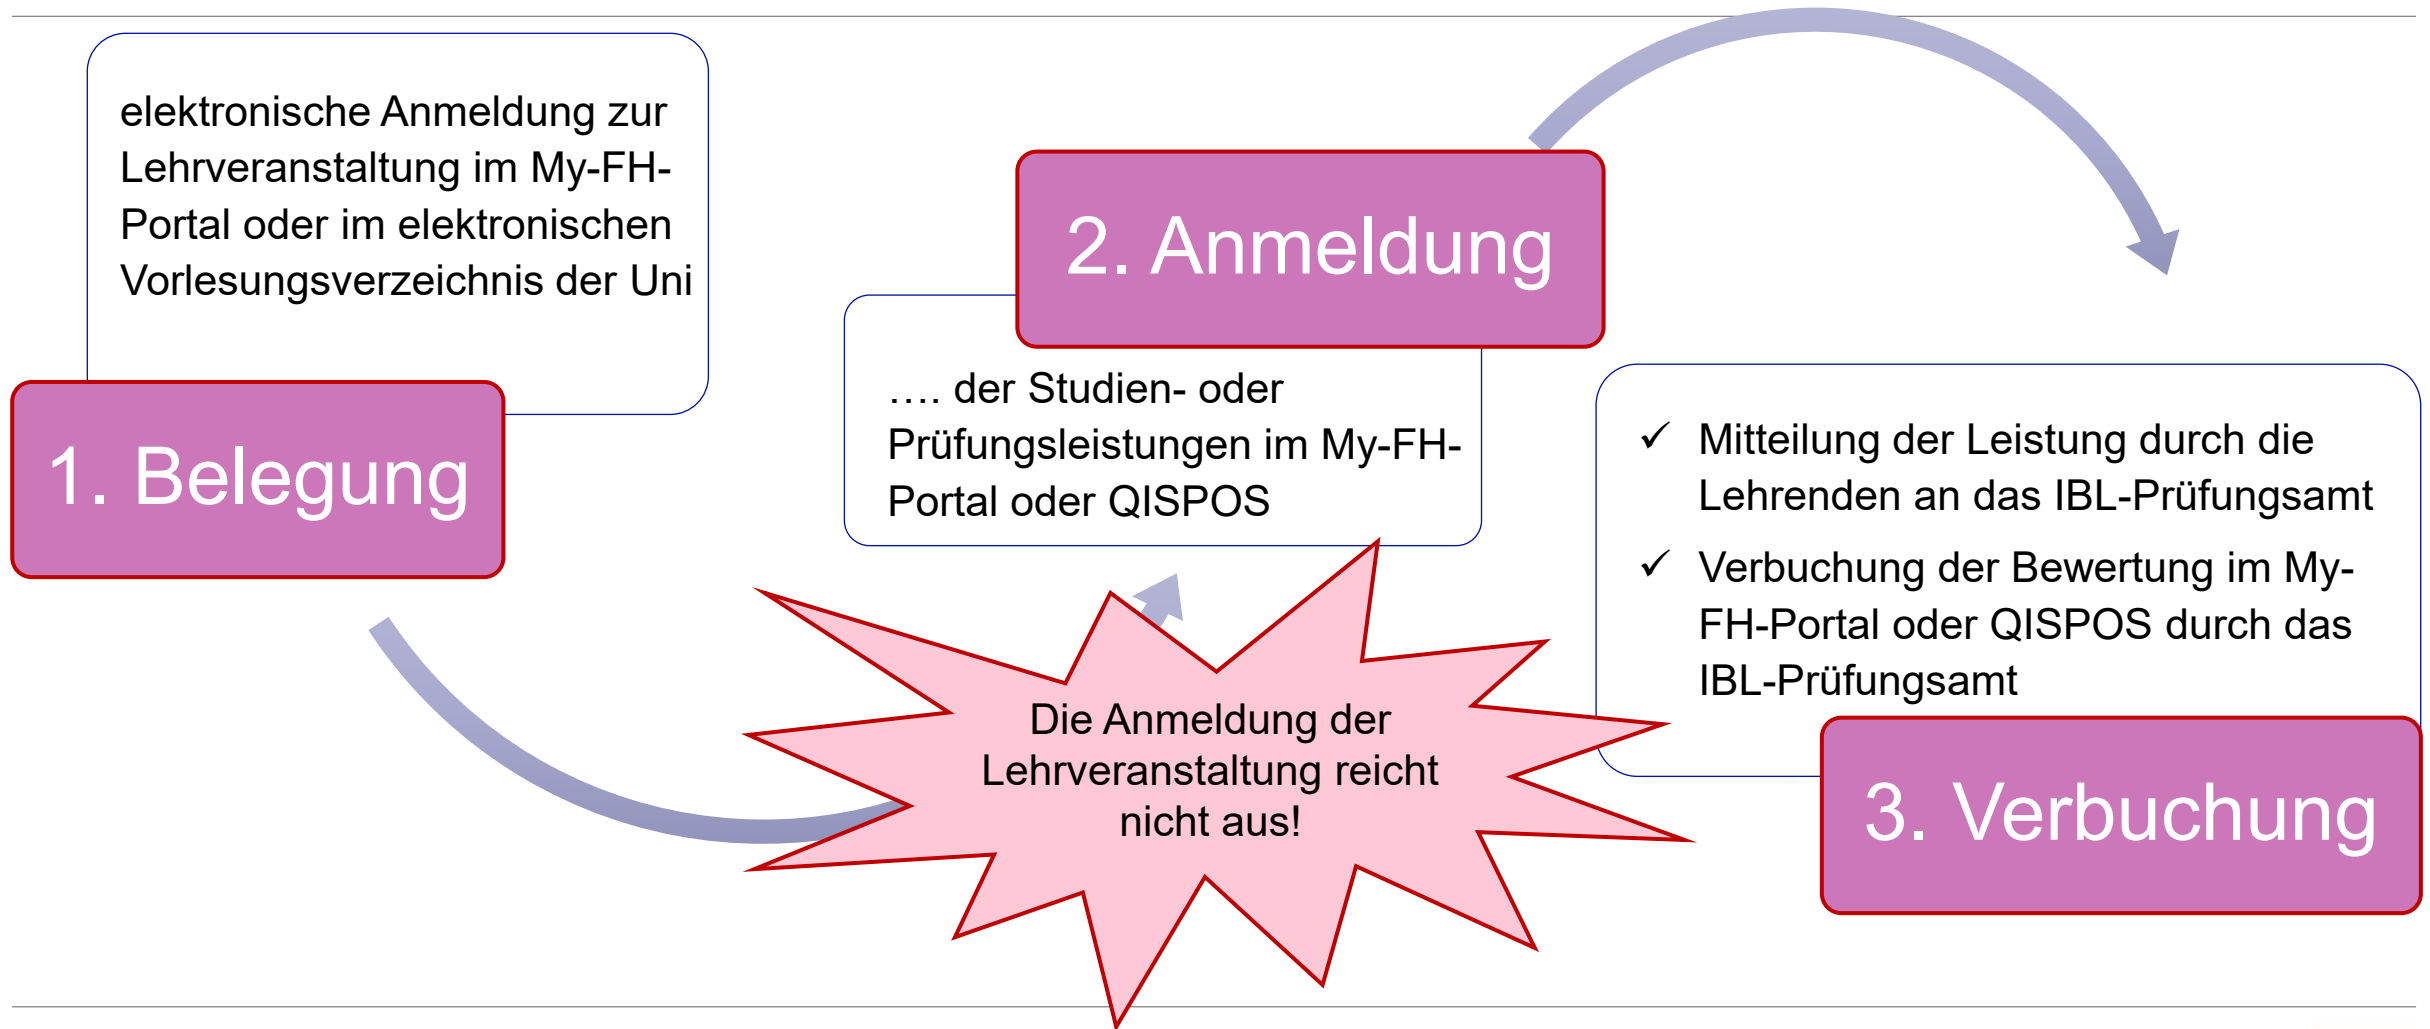 elektronische Anmeldung zur
Lehrveranstaltung im My-FH-
Portal oder im elektronischen
Vorlesungsverzeichnis der Uni
1. Belegung
2. Anmeldung
…. der Studien- oder
Prüfungsleistungen im My-FH-
Portal oder QISPOS
Die Anmeldung der
Lehrveranstaltung reicht
nicht aus!
✓ Mitteilung der Leistung durch die
Lehrenden an das IBL-Prüfungsamt
✓ Verbuchung der Bewertung im My-
FH-Portal oder QISPOS durch das
IBL-Prüfungsamt
3. Verbuchung